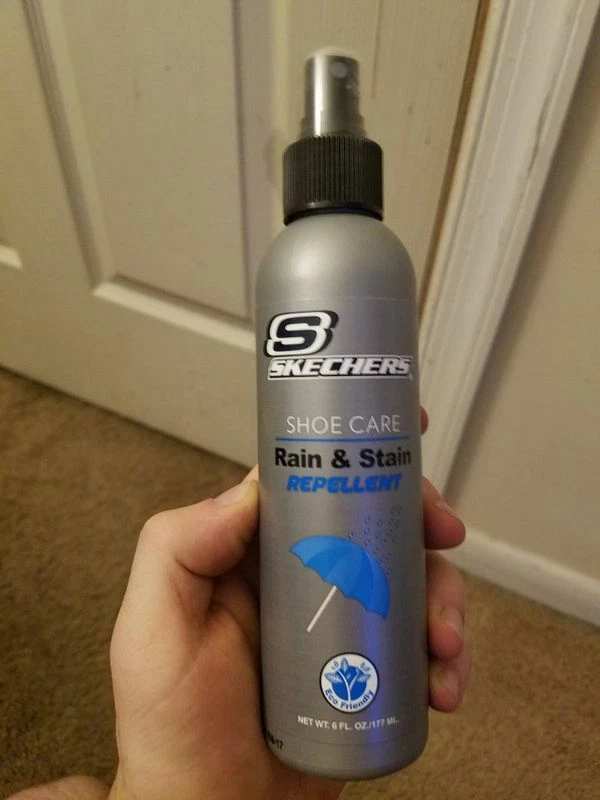 S
SKECHERS
SHOE CARE
Rain & Stain
REPELLENT
Eco Friendly
NET WT. 6 FL. OZ./177 ML.